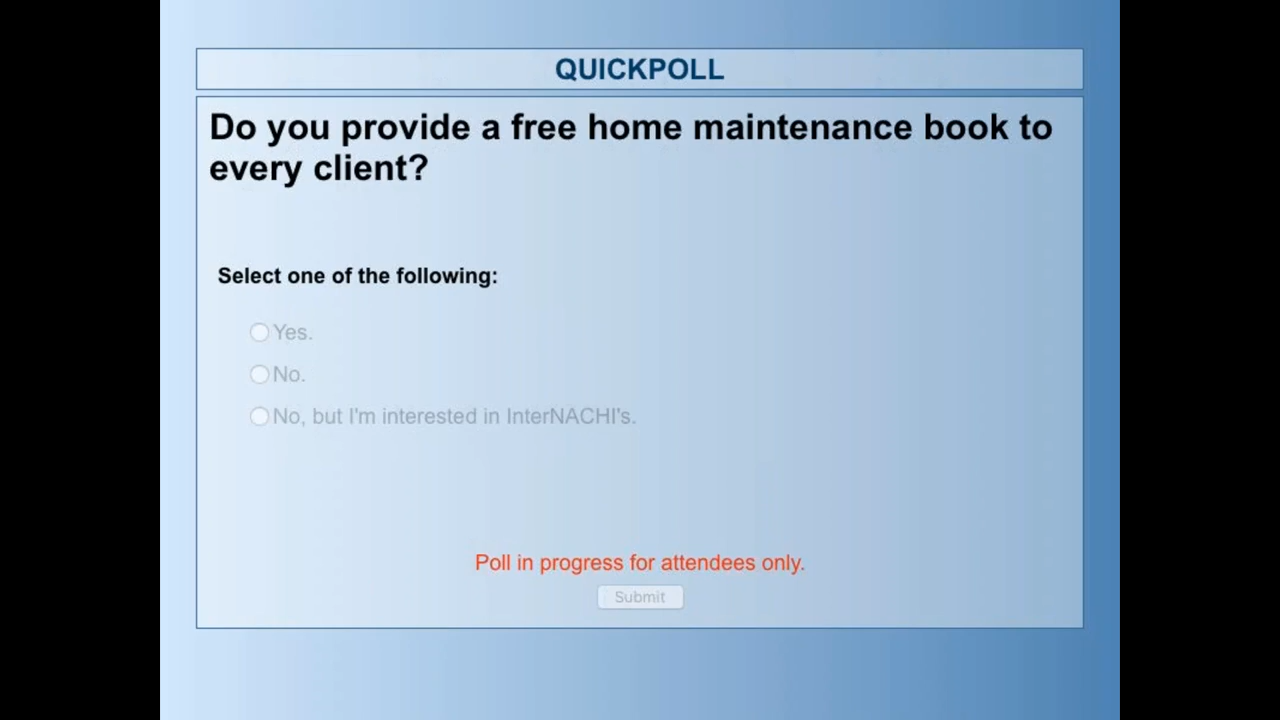 QUICKPOLL
Do you provide a free home maintenance book to
every client?
Select one of the following:
Yes.
No.
No, but I'm interested in InterNACHI's.
Poll in progress for attendees only.
Submit